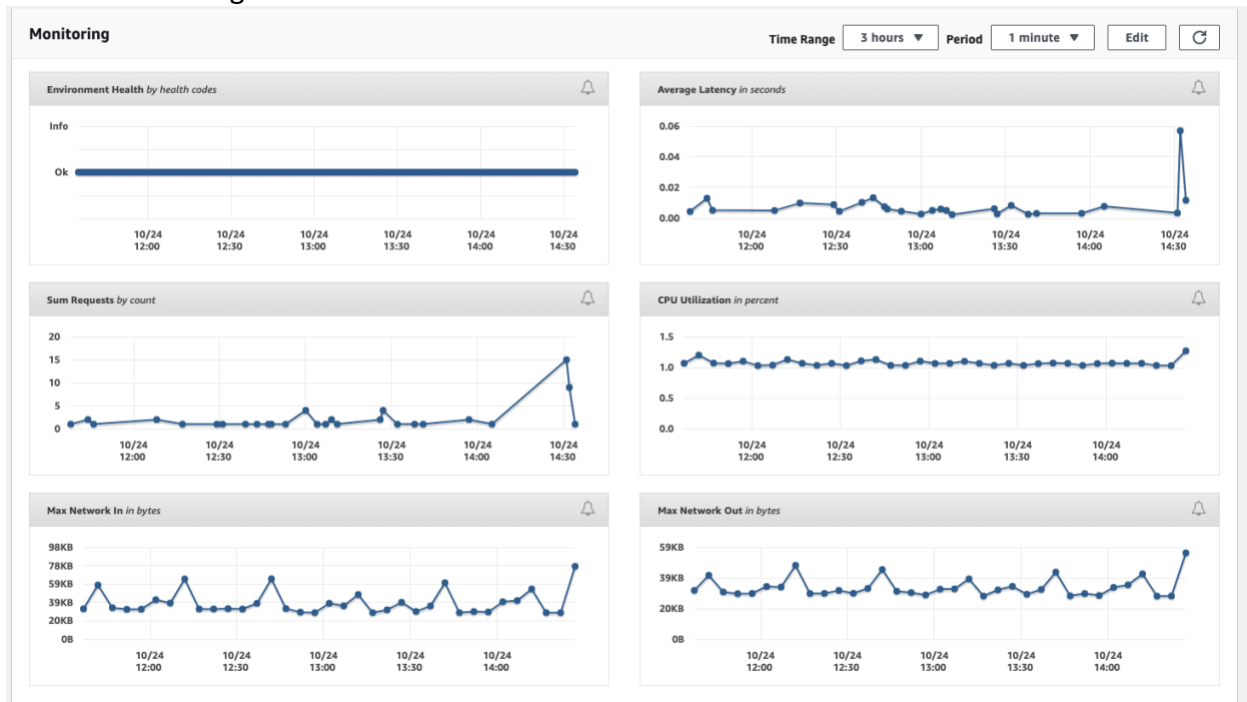 Monitoring
Time Range 3 hours Period 1 minute Edit
Environment Health by health codes
Info
Ok
10/24 10/24 10/24 10/24 10/24 10/24
12:00 12:30 13:00 13:30 14:00 14:30
Average Latency in seconds
0.06
0.04
0.02
0.00
10/24 10/24 10/24 10/24 10/24 10/24
12:00 12:30 13:00 13:30 14:00 14:30
Sum Requests by count
20
15
10
5
0
10/24 10/24 10/24 10/24 10/24 10/24
12:00 12:30 13:00 13:30 14:00 14:30
CPU Utilization in percent
1.5
1.0
0.5
0.0
10/24 10/24 10/24 10/24 10/24
12:00 12:30 13:00 13:30 14:00
Max Network In in bytes
98KB
78KB
59KB
39KB
20KB
0B
10/24 10/24 10/24 10/24 10/24
12:00 12:30 13:00 13:30 14:00
Max Network Out in bytes
59KB
39KB
20KB
0B
10/24 10/24 10/24 10/24 10/24
12:00 12:30 13:00 13:30 14:00